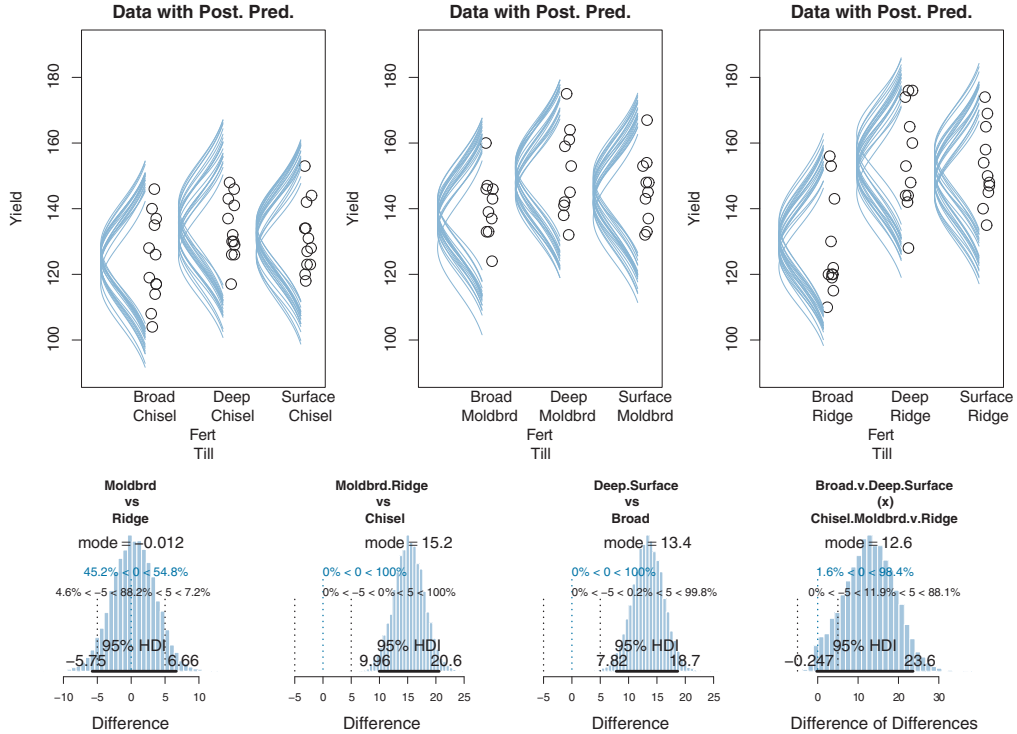 Data with Post. Pred.
Data with Post. Pred.
Data with Post. Pred.
Yield
100 120 140 160 180
Broad Chisel
Deep Chisel
Surface Chisel
Fert
Till
Yield
100 120 140 160 180
Broad Moldbrd
Deep Moldbrd
Surface Moldbrd
Fert
Till
Yield
100 120 140 160 180
Broad Ridge
Deep Ridge
Surface Ridge
Fert
Till
Moldbrd
vs
Ridge
mode = −0.012
45.2% < 0 < 54.8%
4.6% < −5 < 88.2% < 5 < 7.2%
95% HDI
−5.75 6.66
−10 −5 0 5 10
Difference
Moldbrd.Ridge
vs
Chisel
mode = 15.2
0% < 0 < 100%
0% < −5 < 0% < 5 < 100%
95% HDI
9.96 20.6
−5 0 5 10 15 20 25
Difference
Deep.Surface
vs
Broad
mode = 13.4
0% < 0 < 100%
0% < −5 < 0.2% < 5 < 99.8%
95% HDI
7.82 18.7
−5 0 5 10 15 20 25
Difference
Broad.v.Deep.Surface
(x)
Chisel.Moldbrd.v.Ridge
mode = 12.6
1.6% < 0 < 98.4%
0% < −5 < 11.9% < 5 < 88.1%
95% HDI
−0.247 23.6
0 10 20 30
Difference of Differences